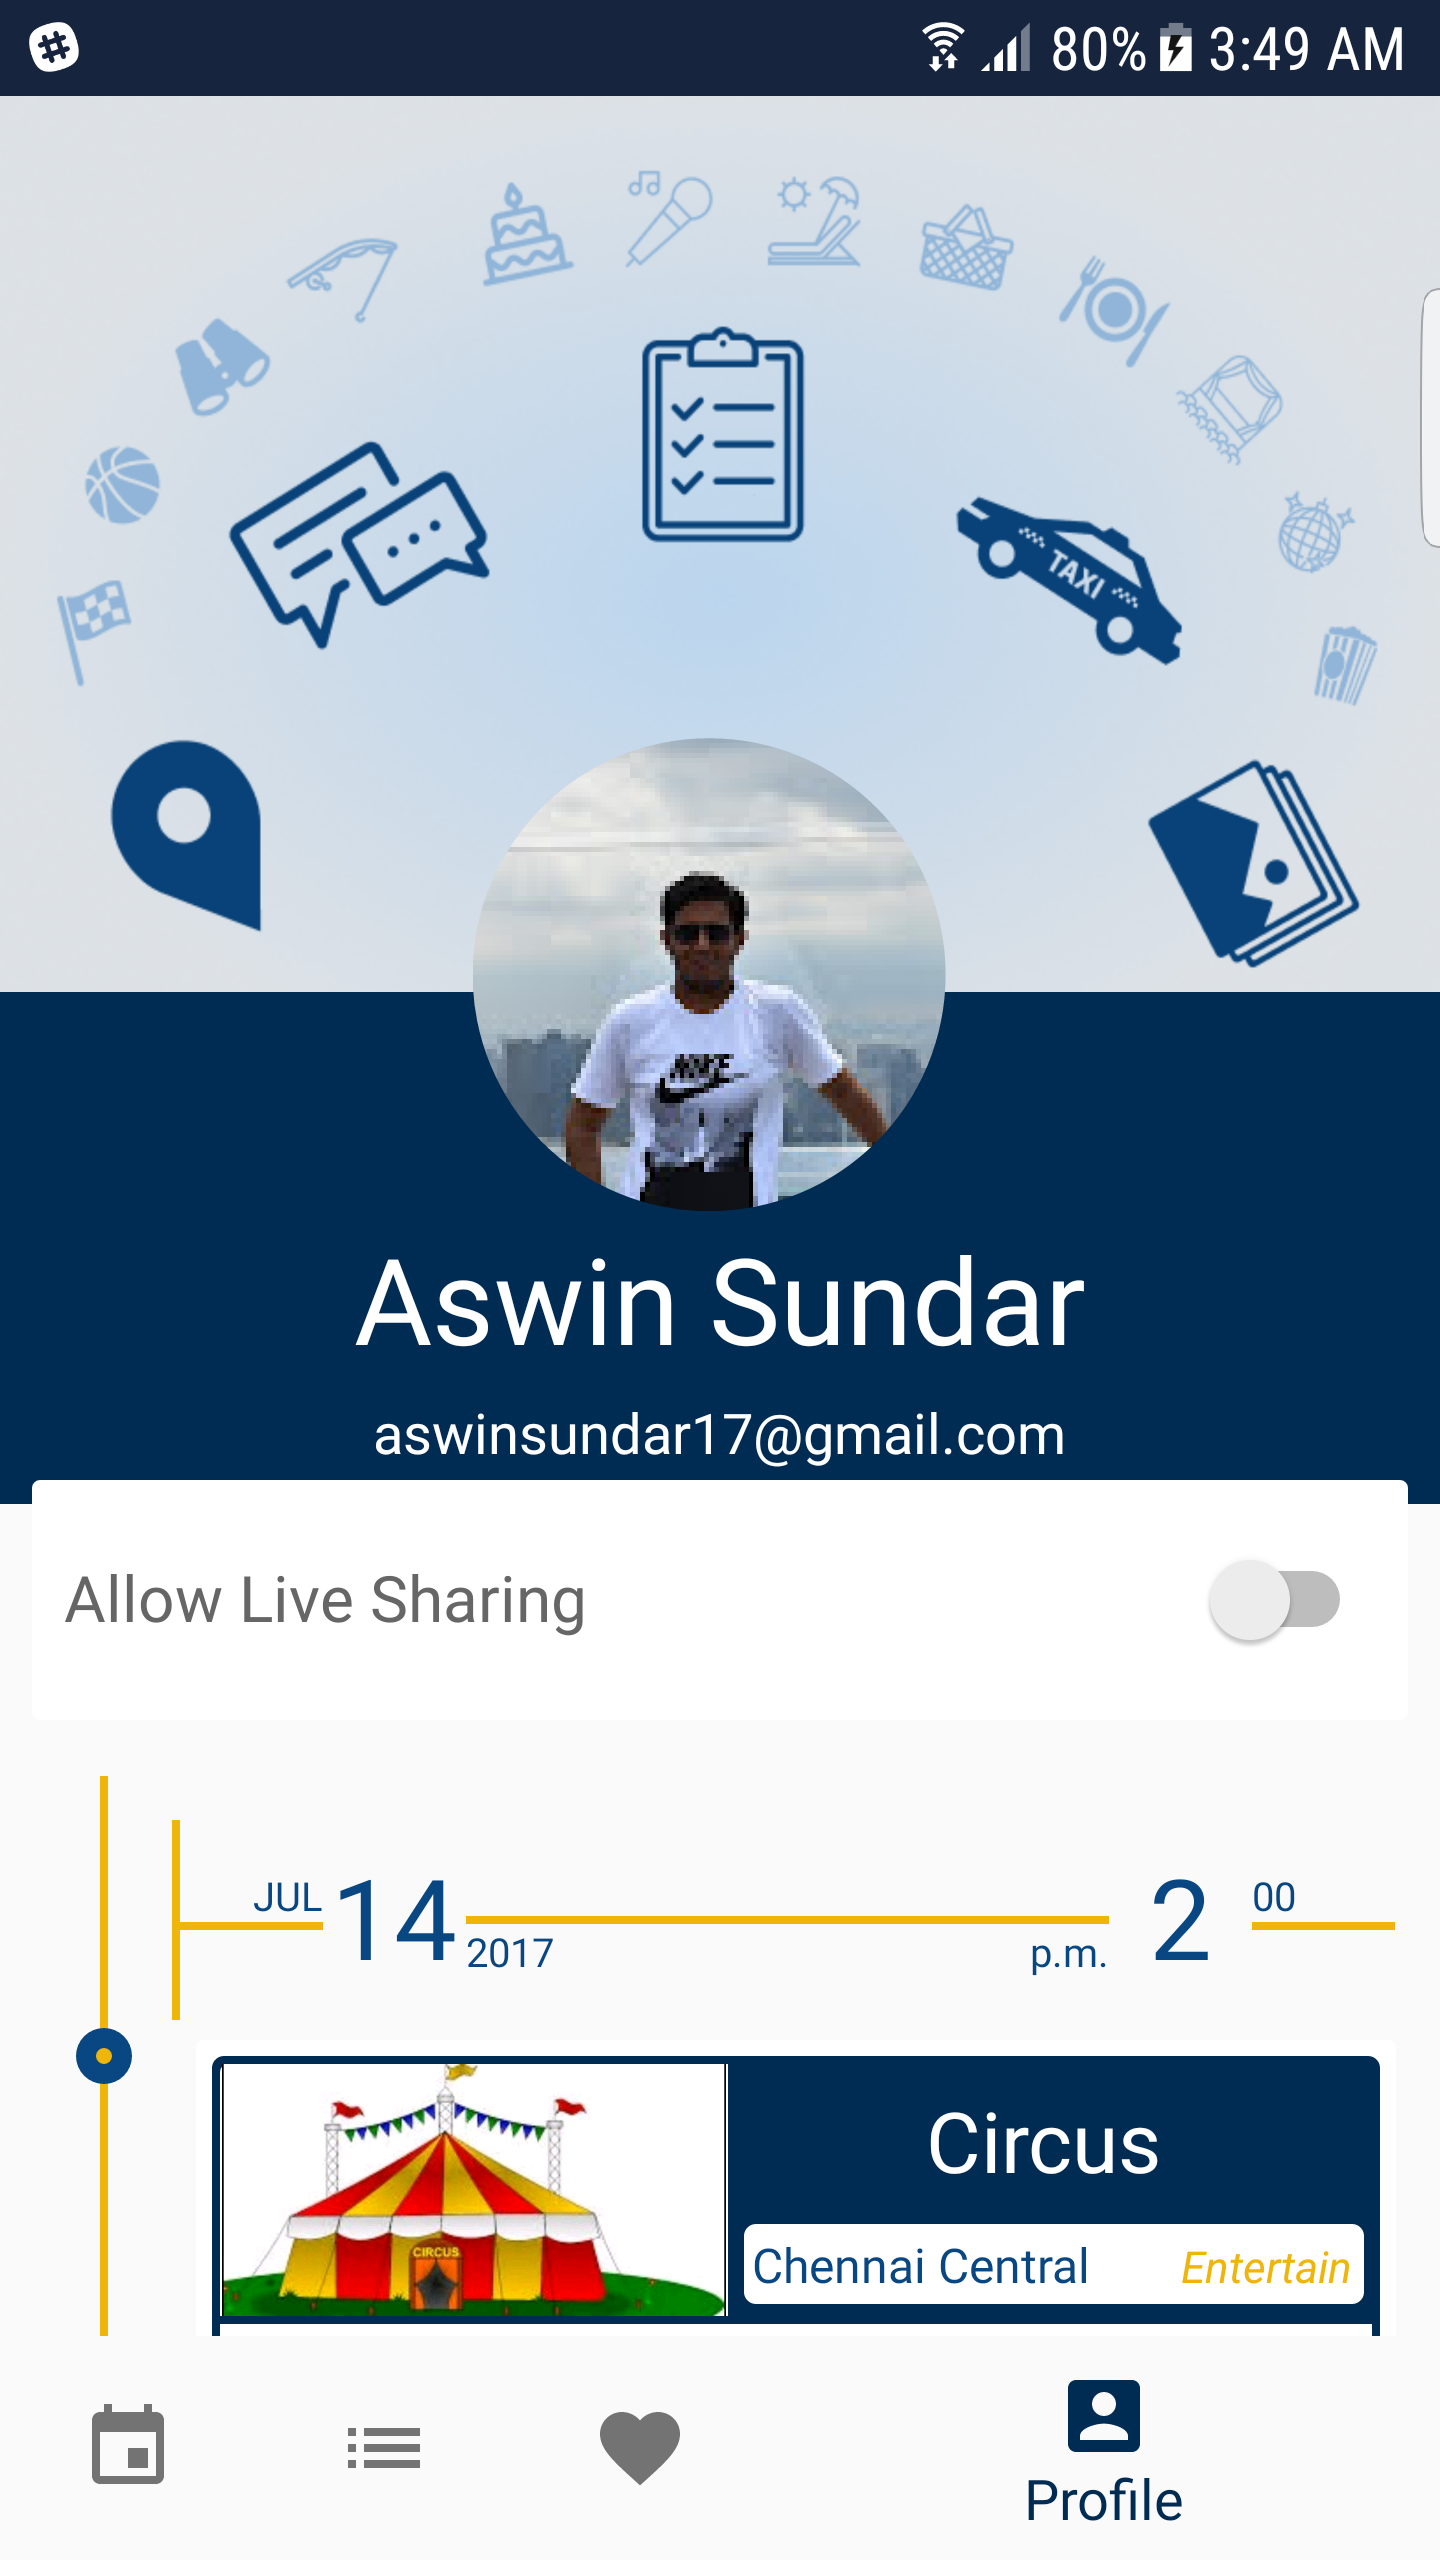 80% 3:49 AM
TAXI
NIKE
Aswin Sundar
aswinsundar17@gmail.com
Allow Live Sharing
JUL 14 2017 p.m. 2 00
Circus
CIRCUS
Chennai Central Entertain
Profile